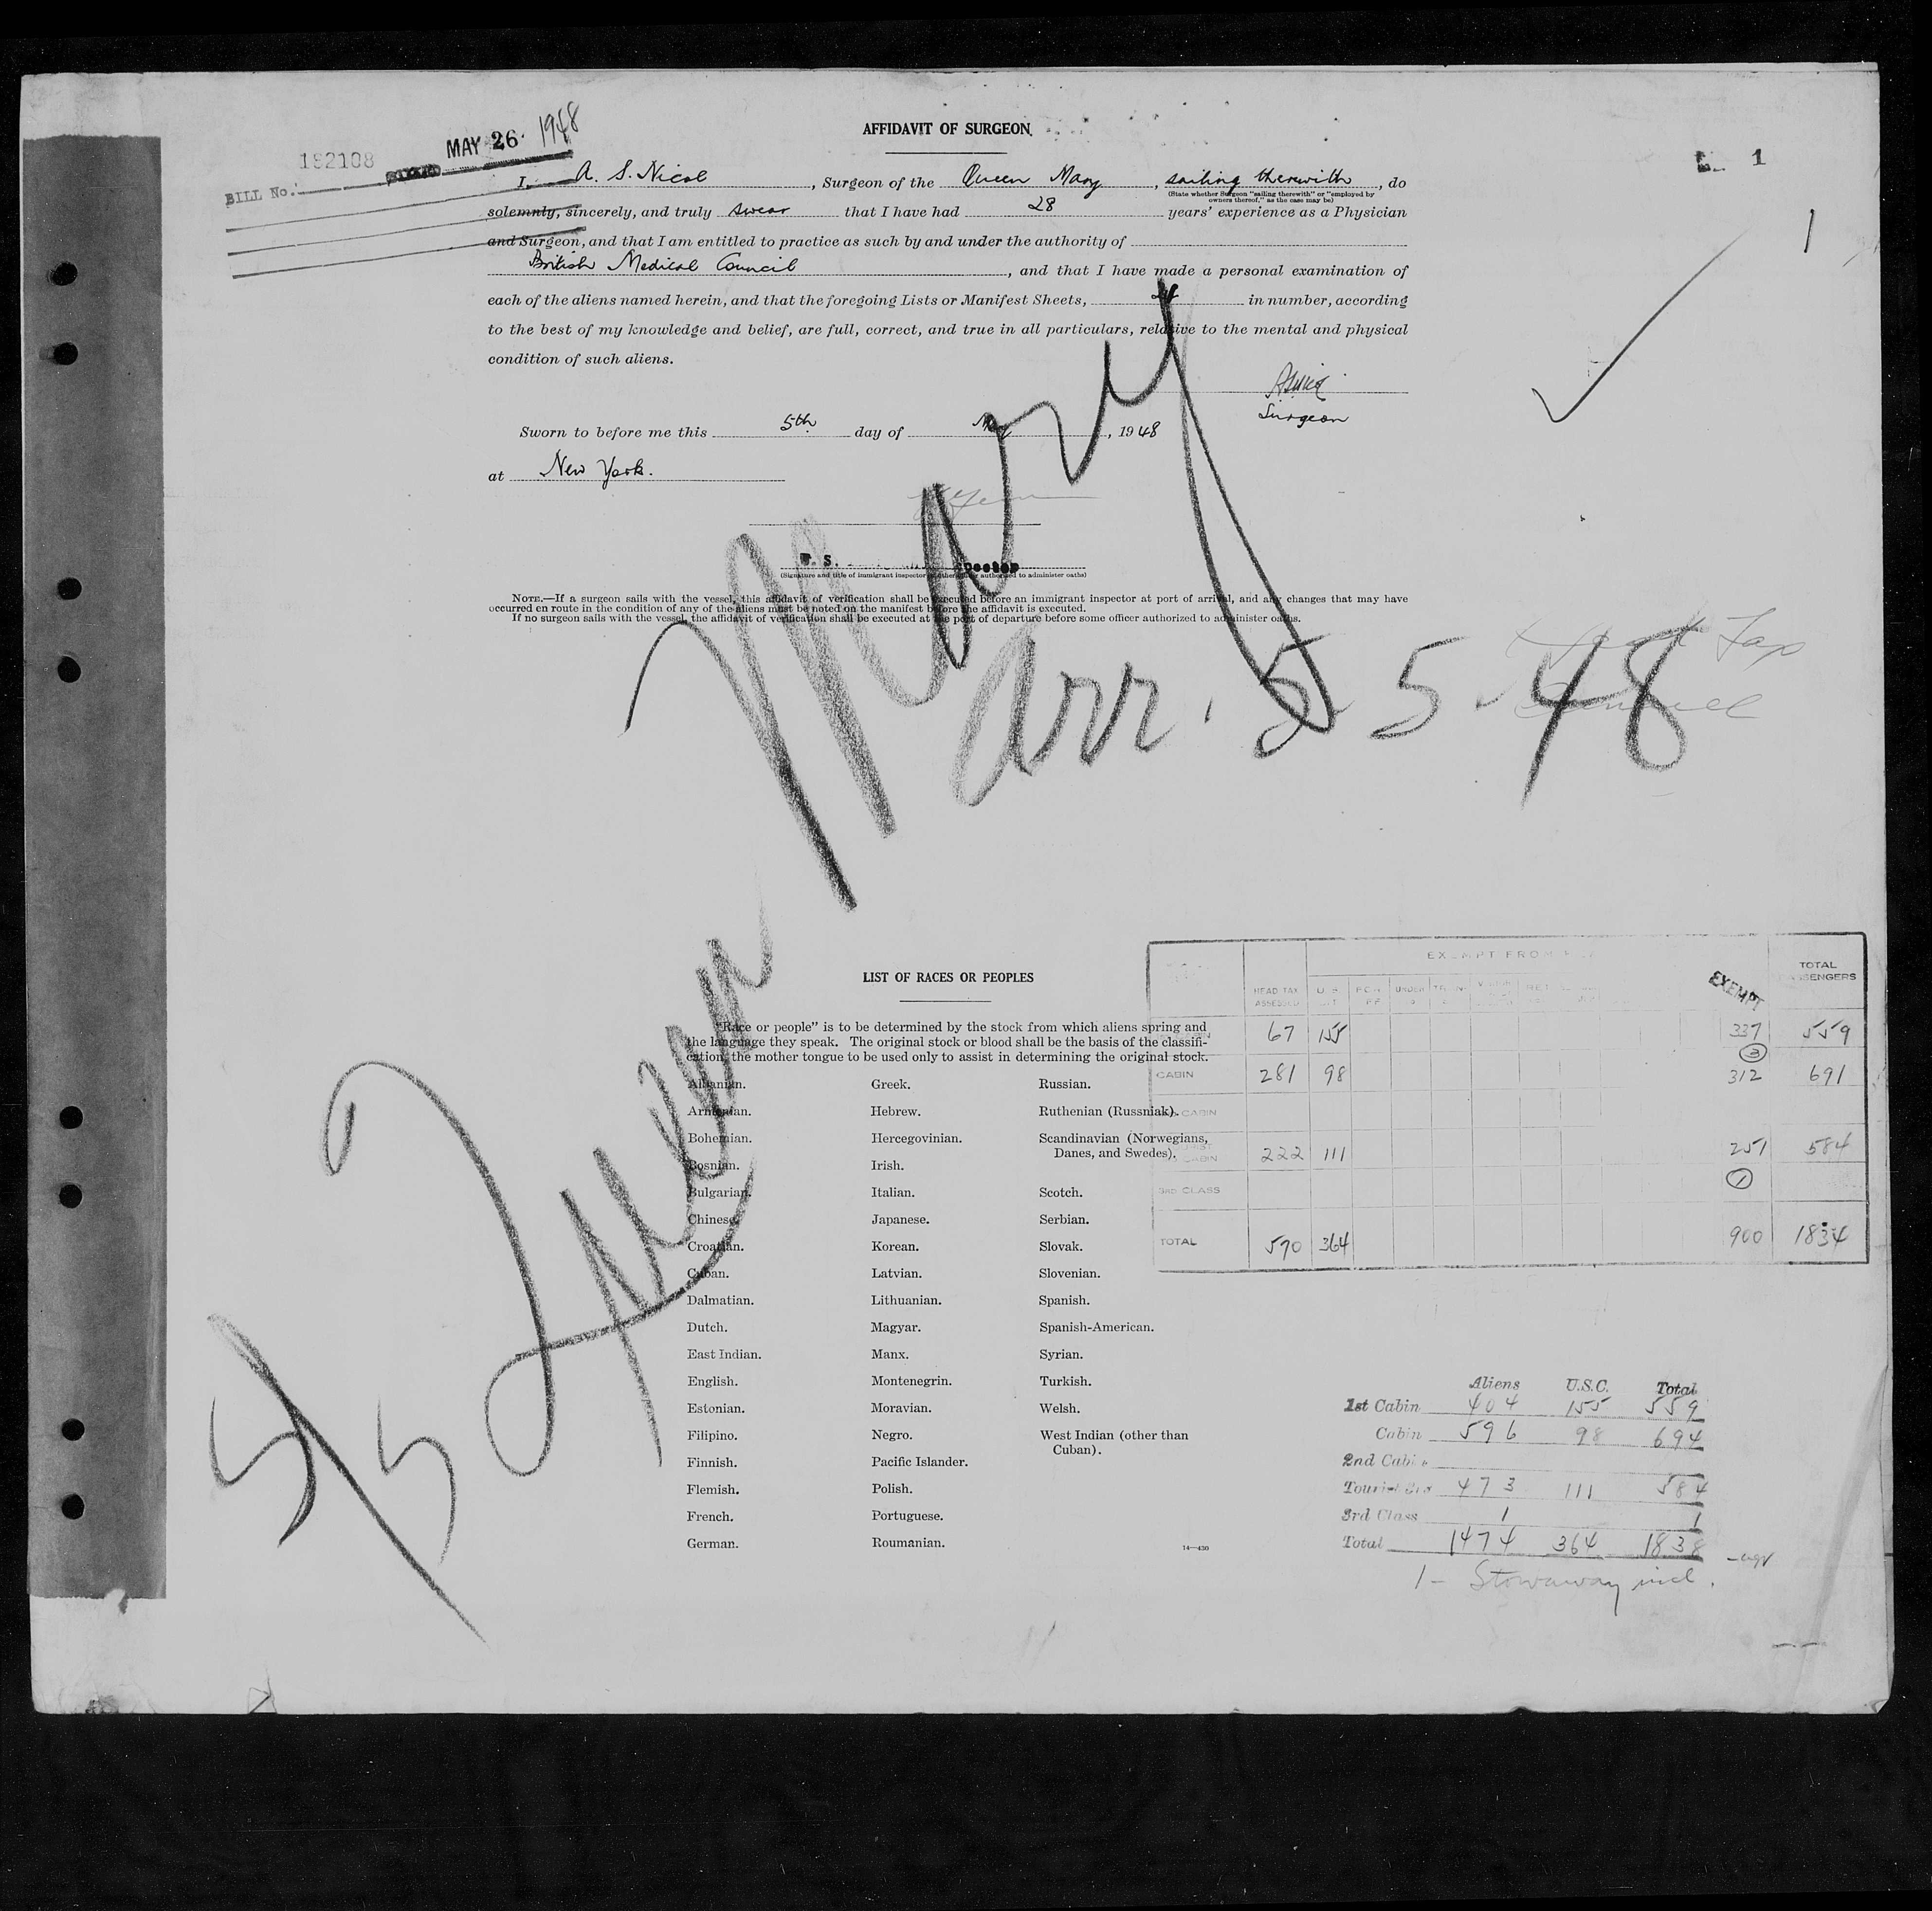 AFFIDAVIT OF SURGEON
MAY 26 1948
BILL No. 182108
L 1
1
I, A. S. Nicol, Surgeon of the Queen Mary, sailing therewith, do
(State whether Surgeon "sailing therewith" or "employed by
owners thereof," as the case may be)
solemnly, sincerely, and truly swear that I have had 28 years' experience as a Physician
and Surgeon, and that I am entitled to practice as such by and under the authority of
British Medical Council, and that I have made a personal examination of
each of the aliens named herein, and that the foregoing Lists or Manifest Sheets, in number, according
to the best of my knowledge and belief, are full, correct, and true in all particulars, relative to the mental and physical
condition of such aliens.
Surgeon
Sworn to before me this 5th day of May, 1948
at New York.
U. S.
(Signature and title of immigrant inspector or other officer authorized to administer oaths)
NOTE.—If a surgeon sails with the vessel, this affidavit of verification shall be executed before an immigrant inspector at port of arrival, and any changes that may have
occurred en route in the condition of any of the aliens must be noted on the manifest before the affidavit is executed.
If no surgeon sails with the vessel, the affidavit of verification shall be executed at the port of departure before some officer authorized to administer oaths.
S/S Queen Mary
Arr. 5 5-48
Tax
LIST OF RACES OR PEOPLES
"Race or people" is to be determined by the stock from which aliens spring and
the language they speak. The original stock or blood shall be the basis of the classifi-
cation, the mother tongue to be used only to assist in determining the original stock.
Albanian.
Armenian.
Bohemian.
Bosnian.
Bulgarian.
Chinese.
Croatian.
Cuban.
Dalmatian.
Dutch.
East Indian.
English.
Estonian.
Filipino.
Finnish.
Flemish.
French.
German.
Greek.
Hebrew.
Hercegovinian.
Irish.
Italian.
Japanese.
Korean.
Latvian.
Lithuanian.
Magyar.
Manx.
Montenegrin.
Moravian.
Negro.
Pacific Islander.
Polish.
Portuguese.
Roumanian.
Russian.
Ruthenian (Russniak).
Scandinavian (Norwegians,
Danes, and Swedes).
Scotch.
Serbian.
Slovak.
Slovenian.
Spanish.
Spanish-American.
Syrian.
Turkish.
Welsh.
West Indian (other than
Cuban).
14—430
EXEMPT FROM
HEAD TAX ASSESSED U.S. UNDER EXEMPT TOTAL PASSENGERS
67 155 337 559
3
CABIN 281 98 312 691
CABIN
CABIN 222 111 251 584
3RD CLASS 1
TOTAL 570 364 900 1834
Aliens U.S.C. Total
1st Cabin 404 155 559
Cabin 596 98 694
2nd Cabin
Tourist 3rd 473 111 584
3rd Class 1 1
Total 1474 364 1838
1 - Stowaway incl.